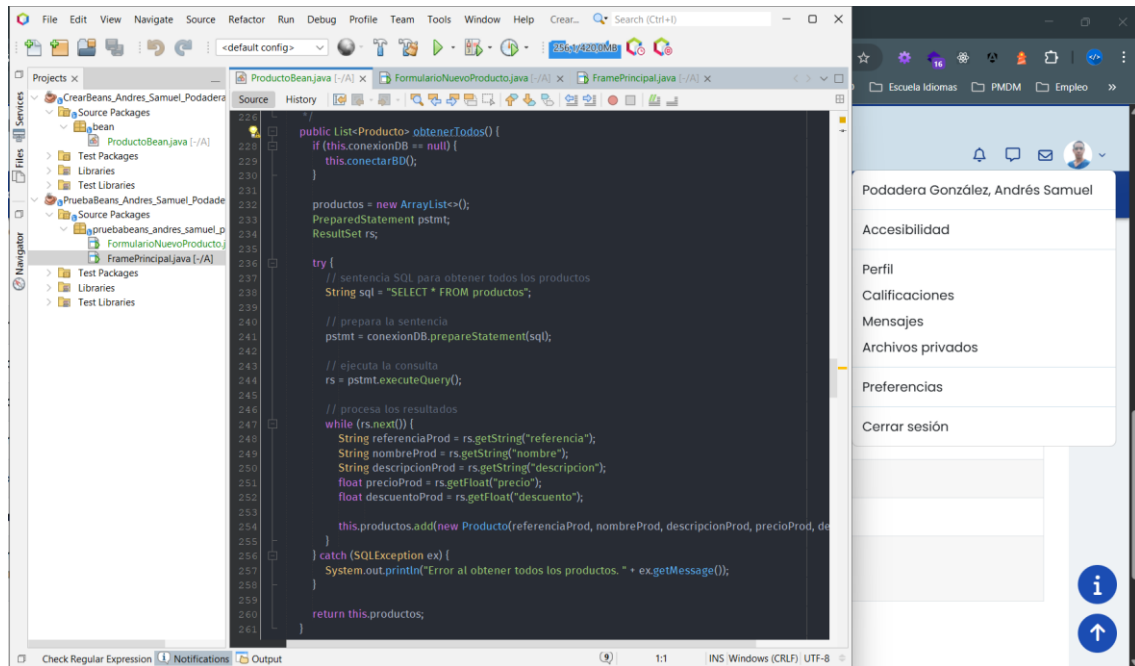 File Edit View Navigate Source Refactor Run Debug Profile Team Tools Window Help Crear... Search (Ctrl+I)
<default config>
Projects ×
ProductoBean.java [-/A] × FormularioNuevoProducto.java [-/A] × FramePrincipal.java [-/A] ×
Source History
Services
Files
Navigator
CrearBeans_Andres_Samuel_Podadera
Source Packages
bean
ProductoBean.java [-/A]
Test Packages
Libraries
Test Libraries
PruebaBeans_Andres_Samuel_Podade
Source Packages
pruebabeans_andres_samuel_p
FormularioNuevoProducto.j
FramePrincipal.java [-/A]
Test Packages
Libraries
Test Libraries
226 */
public List<Producto> obtenerTodos() {
228 if (this.conexionDB == null) {
229 this.conectarBD();
230 }
231
232 productos = new ArrayList<>();
233 PreparedStatement pstmt;
234 ResultSet rs;
235
236 try {
237 // sentencia SQL para obtener todos los productos
238 String sql = "SELECT * FROM productos";
239
240 // prepara la sentencia
241 pstmt = conexionDB.prepareStatement(sql);
242
243 // ejecuta la consulta
244 rs = pstmt.executeQuery();
245
246 // procesa los resultados
247 while (rs.next()) {
248 String referenciaProd = rs.getString("referencia");
249 String nombreProd = rs.getString("nombre");
250 String descripcionProd = rs.getString("descripcion");
251 float precioProd = rs.getFloat("precio");
252 float descuentoProd = rs.getFloat("descuento");
253
254 this.productos.add(new Producto(referenciaProd, nombreProd, descripcionProd, precioProd, de
255 }
256 } catch (SQLException ex) {
257 System.out.println("Error al obtener todos los productos. " + ex.getMessage());
258 }
259
260 return this.productos;
261 }
Check Regular Expression Notifications Output
(9) 1:1 INS Windows (CRLF) UTF-8
16
Escuela Idiomas PMDM Empleo »
Podadera González, Andrés Samuel
Accesibilidad
Perfil
Calificaciones
Mensajes
Archivos privados
Preferencias
Cerrar sesión